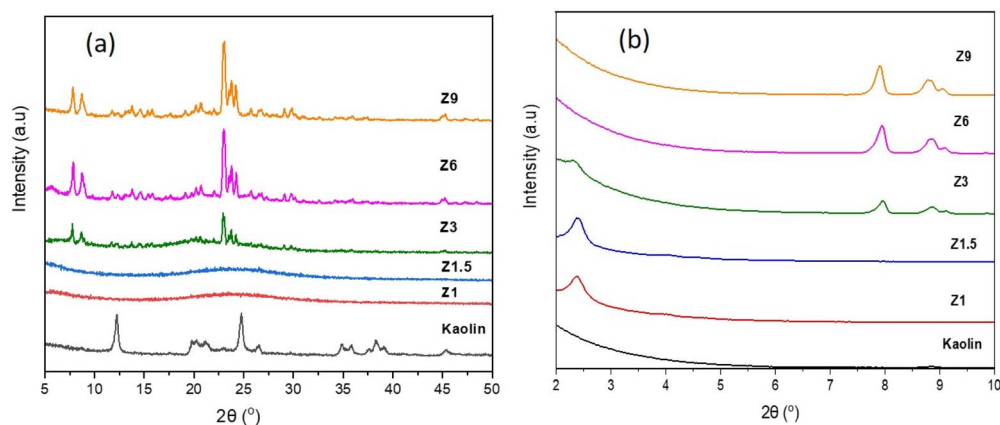 (a)
Z9
Z6
Z3
Z1.5
Z1
Kaolin
Intensity (a.u)
5 10 15 20 25 30 35 40 45 50
2θ (°)
(b)
Z9
Z6
Z3
Z1.5
Z1
Kaolin
Intensity (a.u)
2 3 4 5 6 7 8 9 10
2θ (°)